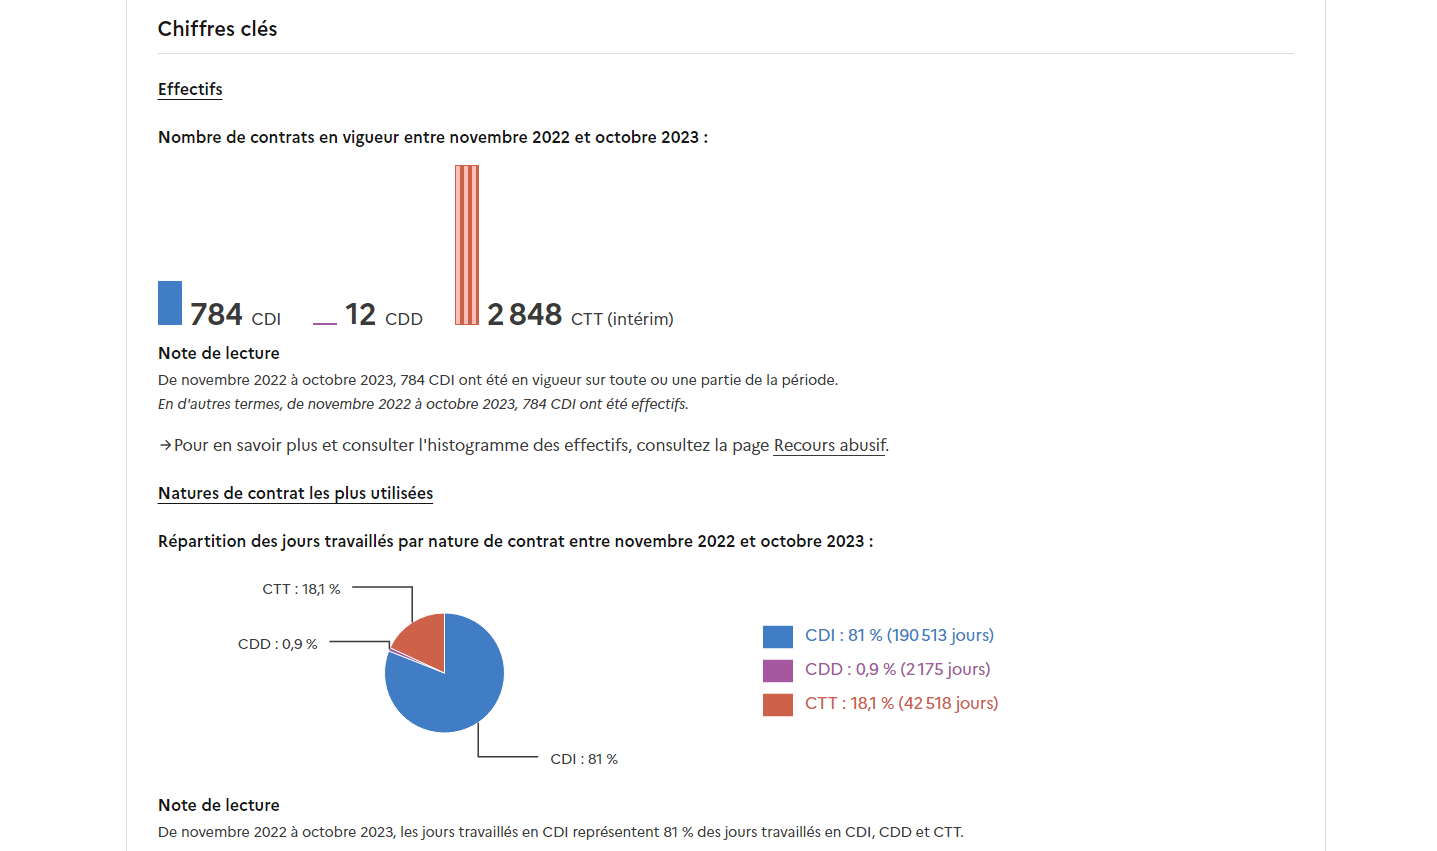 Chiffres clés
Effectifs
Nombre de contrats en vigueur entre novembre 2022 et octobre 2023 :
784 CDI 12 CDD 2 848 CTT (intérim)
Note de lecture
De novembre 2022 à octobre 2023, 784 CDI ont été en vigueur sur toute ou une partie de la période.
En d'autres termes, de novembre 2022 à octobre 2023, 784 CDI ont été effectifs.
→ Pour en savoir plus et consulter l'histogramme des effectifs, consultez la page Recours abusif.
Natures de contrat les plus utilisées
Répartition des jours travaillés par nature de contrat entre novembre 2022 et octobre 2023 :
CTT : 18,1 %
CDD : 0,9 %
CDI : 81 %
CDI : 81 % (190 513 jours)
CDD : 0,9 % (2 175 jours)
CTT : 18,1 % (42 518 jours)
Note de lecture
De novembre 2022 à octobre 2023, les jours travaillés en CDI représentent 81 % des jours travaillés en CDI, CDD et CTT.